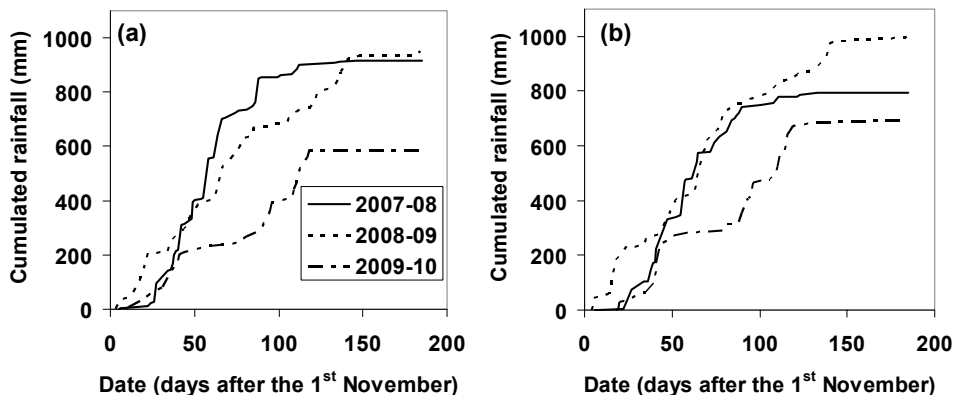 (a)
Cumulated rainfall (mm)
1000
800
600
400
200
0
0 50 100 150 200
Date (days after the 1st November)
2007-08
2008-09
2009-10
(b)
Cumulated rainfall (mm)
1000
800
600
400
200
0
0 50 100 150 200
Date (days after the 1st November)